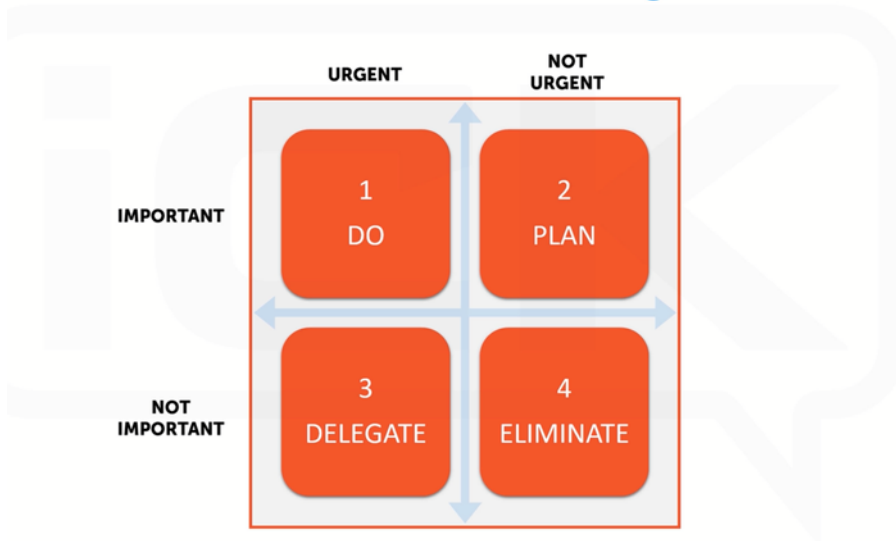 URGENT
NOT
URGENT
IMPORTANT
1
DO
2
PLAN
NOT
IMPORTANT
3
DELEGATE
4
ELIMINATE